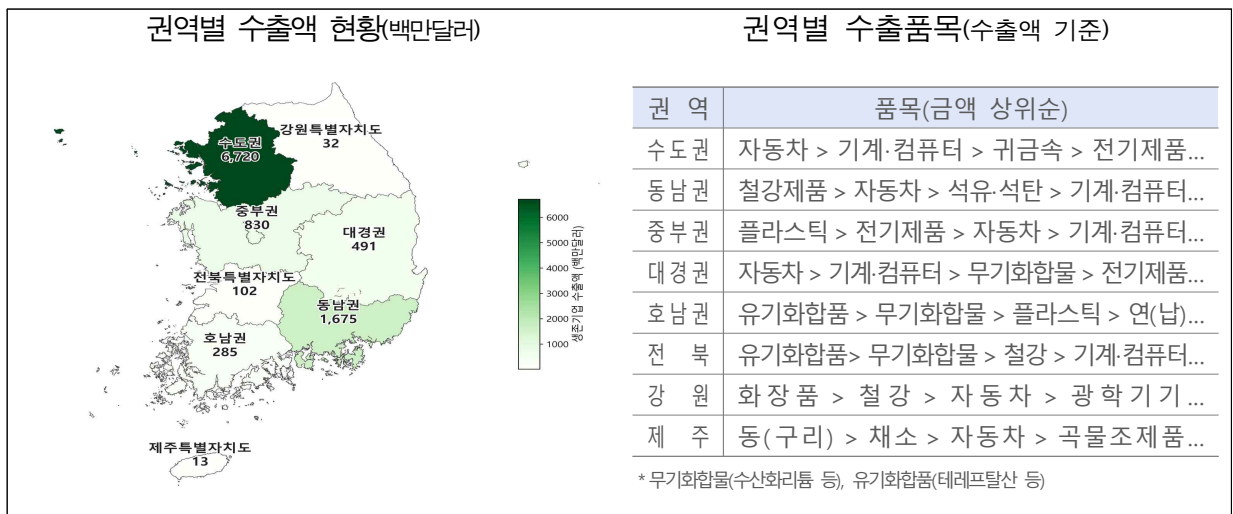 권역별 수출액 현황(백만달러)
강원특별자치도
32
수도권
6,720
중부권
830
대경권
491
전북특별자치도
102
동남권
1,675
호남권
285
제주특별자치도
13
6000
5000
4000
3000
2000
1000
생존기업 수출액 (백만달러)
권역별 수출품목(수출액 기준)
권 역 품목(금액 상위순)
수도권 자동차 > 기계·컴퓨터 > 귀금속 > 전기제품...
동남권 철강제품 > 자동차 > 석유·석탄 > 기계·컴퓨터...
중부권 플라스틱 > 전기제품 > 자동차 > 기계·컴퓨터...
대경권 자동차 > 기계·컴퓨터 > 무기화합물 > 전기제품...
호남권 유기화합품 > 무기화합물 > 플라스틱 > 연(납)...
전 북 유기화합품> 무기화합물 > 철강 > 기계·컴퓨터...
강 원 화장품 > 철강 > 자동차 > 광학기기...
제 주 동(구리) > 채소 > 자동차 > 곡물조제품...
* 무기화합물(수산화리튬 등), 유기화합품(테레프탈산 등)